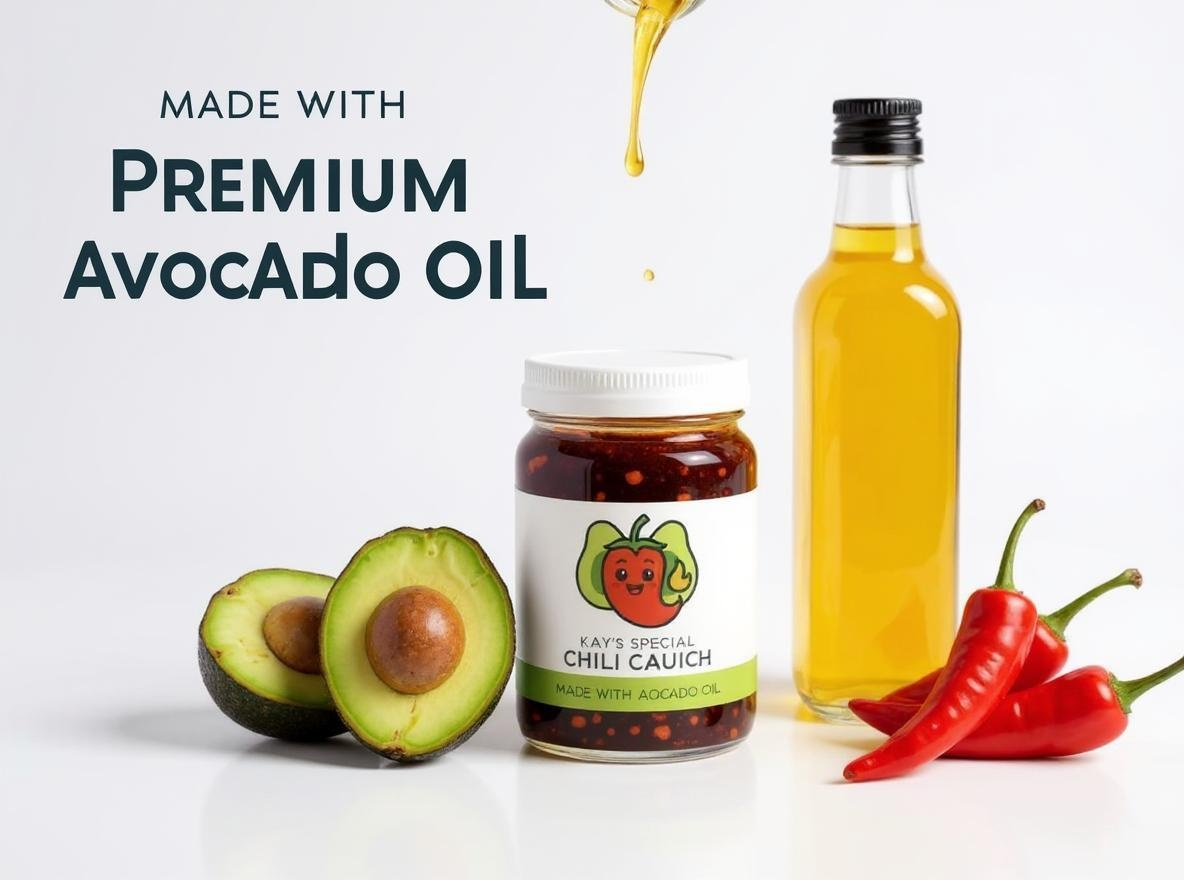 MADE WITH
PREMIUM
AvocAdo OIL
KAY'S SPECIAL
CHILI CAUICH
MADE WITH AOCADO OIL